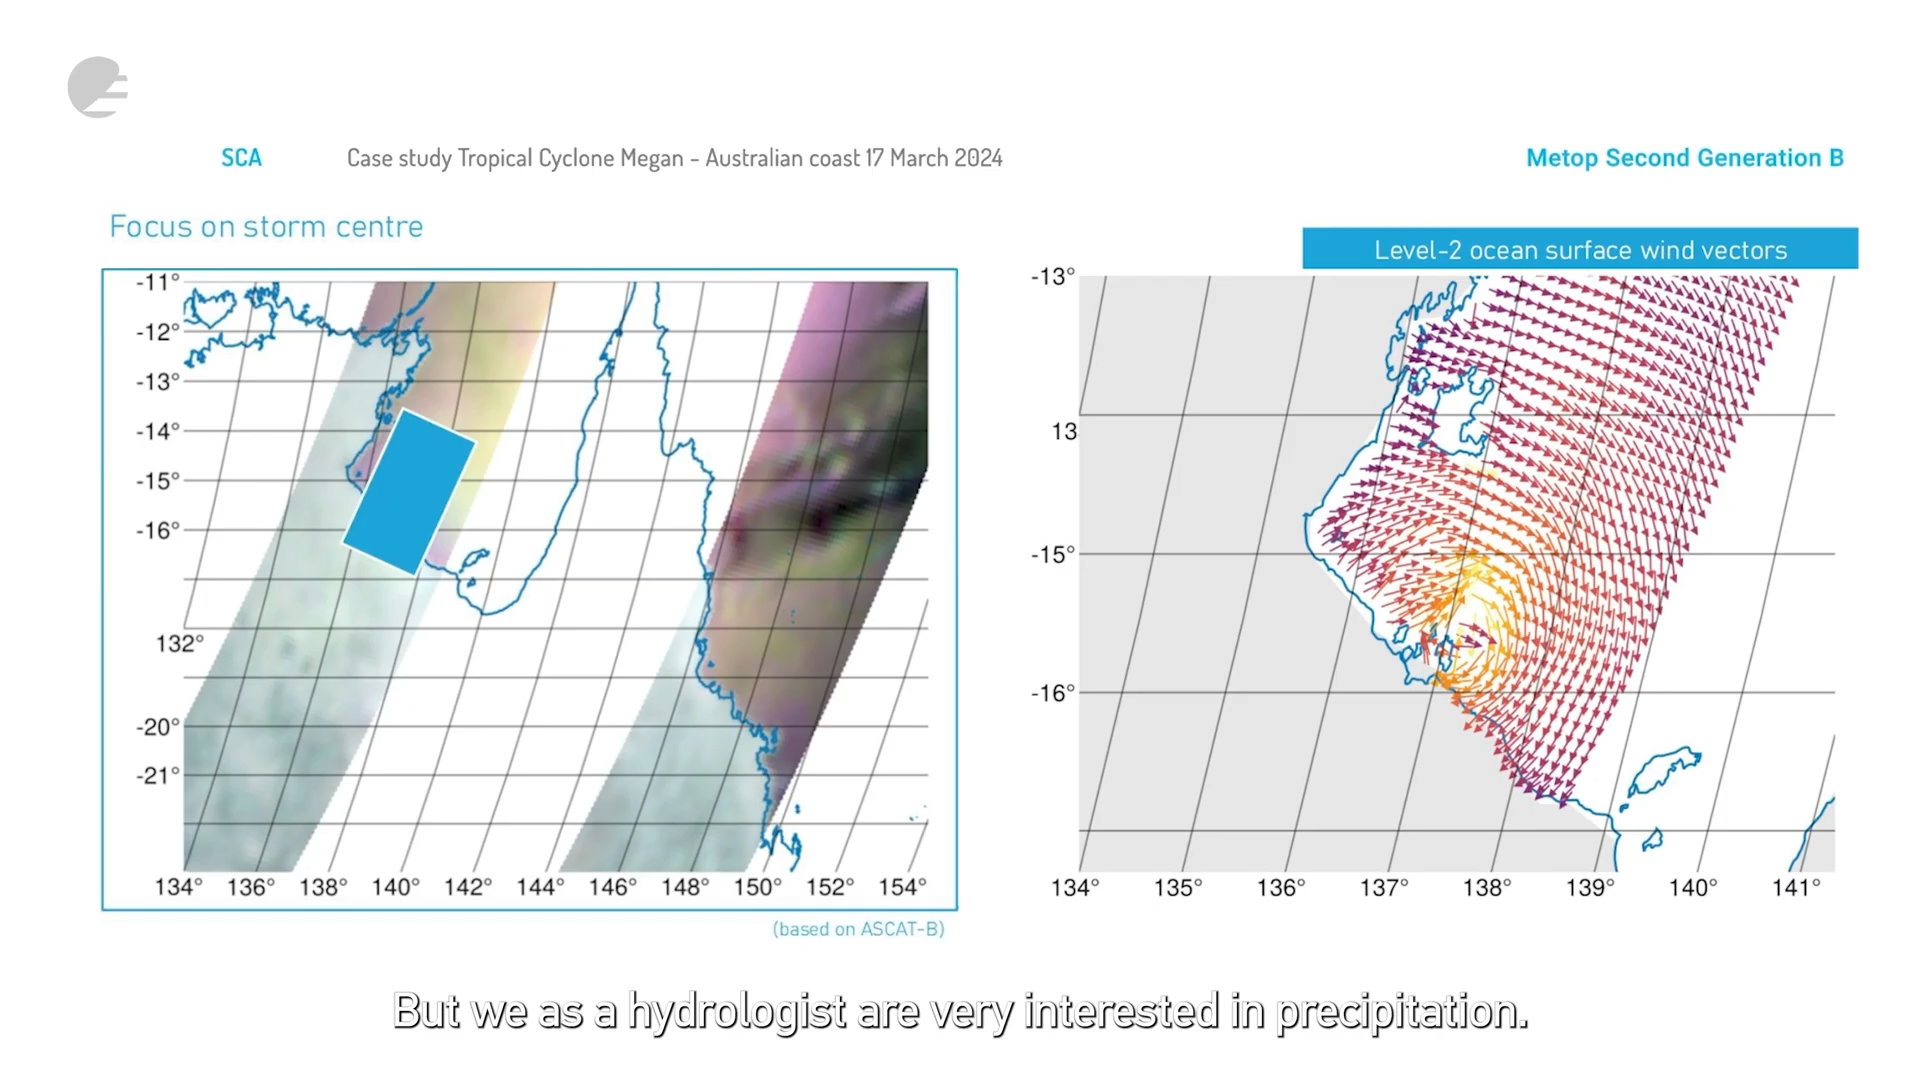 SCA
Case study Tropical Cyclone Megan - Australian coast 17 March 2024
Metop Second Generation B
Focus on storm centre
Level-2 ocean surface wind vectors
-11°
-12°
-13°
-14°
-15°
-16°
132°
-20°
-21°
134° 136° 138° 140° 142° 144° 146° 148° 150° 152° 154°
(based on ASCAT-B)
-13°
13
-15°
-16°
134° 135° 136° 137° 138° 139° 140° 141°
But we as a hydrologist are very interested in precipitation.